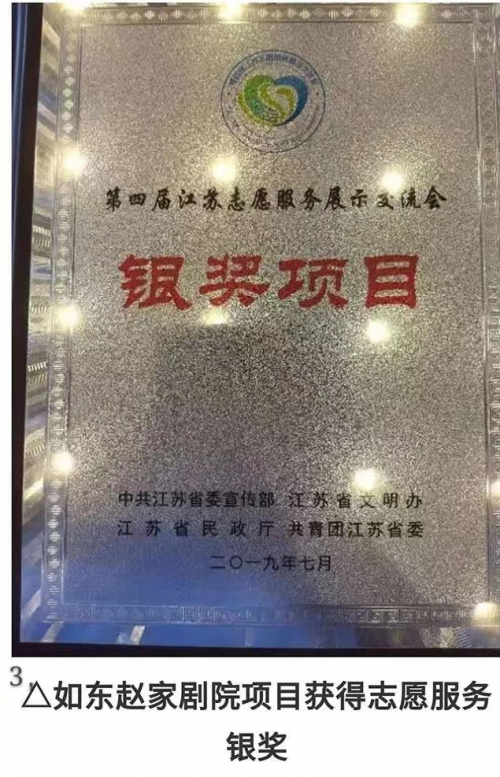 第四届江苏志愿服务展示交流会
银奖项目
中共江苏省委宣传部 江苏省文明办
江苏省民政厅 共青团江苏省委
二〇一九年七月
3.
△如东赵家剧院项目获得志愿服务
银奖